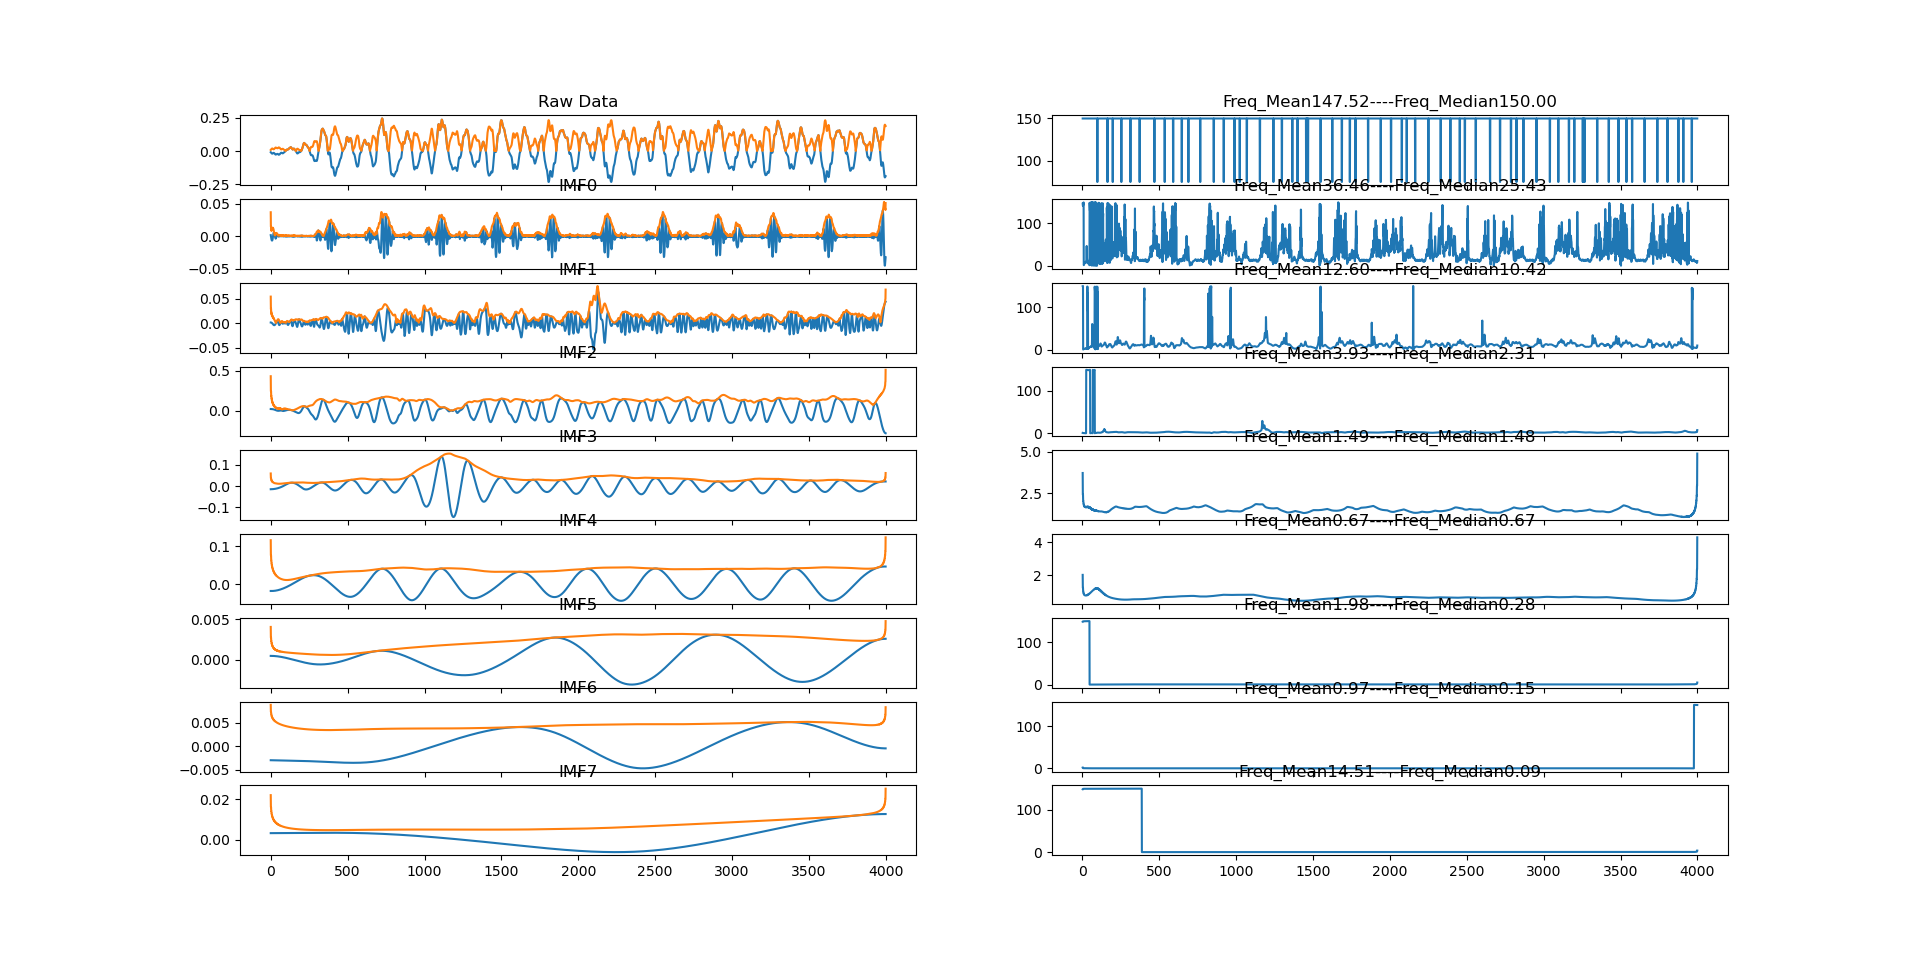 Raw Data
0.25
0.00
−0.25
IMF0
0.05
0.00
−0.05
IMF1
0.05
0.00
−0.05
IMF2
0.5
0.0
IMF3
0.1
0.0
−0.1
IMF4
0.1
0.0
IMF5
0.005
0.000
IMF6
0.005
0.000
−0.005
IMF7
0.02
0.00
0 500 1000 1500 2000 2500 3000 3500 4000
Freq_Mean147.52----Freq_Median150.00
150
100
Freq_Mean36.46----Freq_Median25.43
100
0
Freq_Mean12.60----Freq_Median10.42
100
0
Freq_Mean3.93----Freq_Median2.31
100
0
Freq_Mean1.49----Freq_Median1.48
5.0
2.5
Freq_Mean0.67----Freq_Median0.67
4
2
Freq_Mean1.98----Freq_Median0.28
100
0
Freq_Mean0.97----Freq_Median0.15
100
0
Freq_Mean14.51----Freq_Median0.09
100
0
0 500 1000 1500 2000 2500 3000 3500 4000